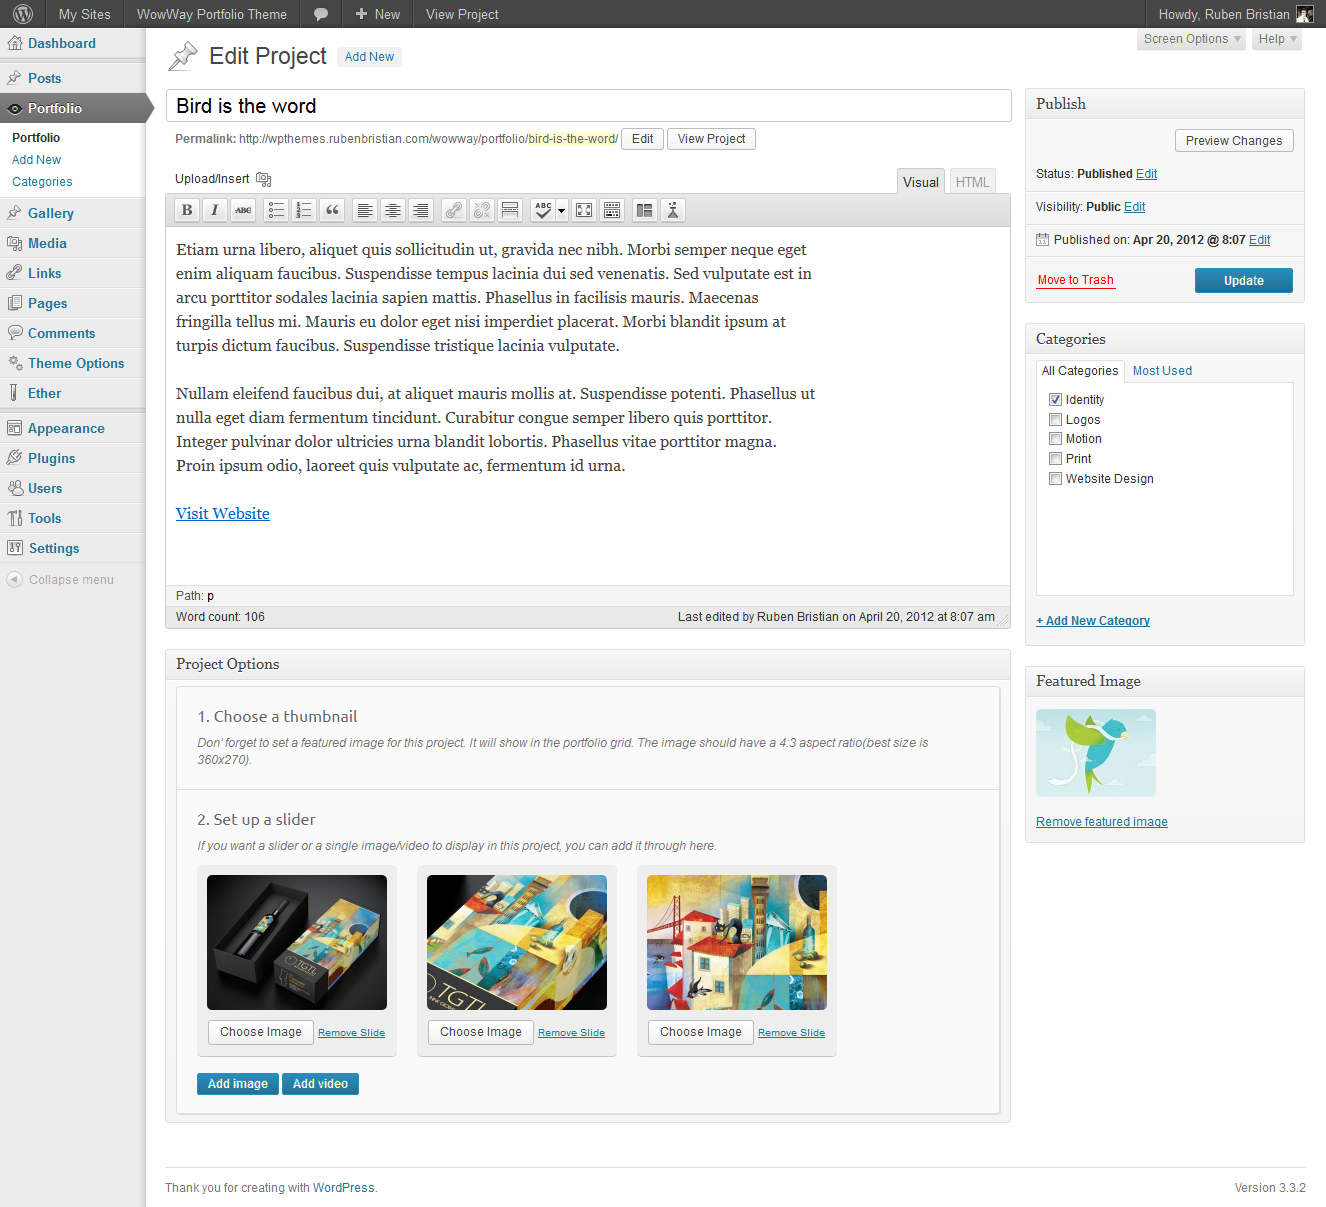 My Sites WowWay Portfolio Theme + New View Project Howdy, Ruben Bristian
Dashboard
Posts
Portfolio
Portfolio
Add New
Categories
Gallery
Media
Links
Pages
Comments
Theme Options
Ether
Appearance
Plugins
Users
Tools
Settings
Collapse menu
Screen Options Help
Edit Project Add New
Bird is the word
Permalink: http://wpthemes.rubenbristian.com/wowway/portfolio/bird-is-the-word/ Edit View Project
Upload/Insert
Visual HTML
B I ABC ABC
Etiam urna libero, aliquet quis sollicitudin ut, gravida nec nibh. Morbi semper neque eget
enim aliquam faucibus. Suspendisse tempus lacinia dui sed venenatis. Sed vulputate est in
arcu porttitor sodales lacinia sapien mattis. Phasellus in facilisis mauris. Maecenas
fringilla tellus mi. Mauris eu dolor eget nisi imperdiet placerat. Morbi blandit ipsum at
turpis dictum faucibus. Suspendisse tristique lacinia vulputate.
Nullam eleifend faucibus dui, at aliquet mauris mollis at. Suspendisse potenti. Phasellus ut
nulla eget diam fermentum tincidunt. Curabitur congue semper libero quis porttitor.
Integer pulvinar dolor ultricies urna blandit lobortis. Phasellus vitae porttitor magna.
Proin ipsum odio, laoreet quis vulputate ac, fermentum id urna.
Visit Website
Path: p
Word count: 106 Last edited by Ruben Bristian on April 20, 2012 at 8:07 am
Project Options
1. Choose a thumbnail
Don' forget to set a featured image for this project. It will show in the portfolio grid. The image should have a 4:3 aspect ratio(best size is
360x270).
2. Set up a slider
If you want a slider or a single image/video to display in this project, you can add it through here.
TGTL
TGTL
Choose Image Remove Slide Choose Image Remove Slide Choose Image Remove Slide
Add image Add video
Publish
Preview Changes
Status: Published Edit
Visibility: Public Edit
Published on: Apr 20, 2012 @ 8:07 Edit
Move to Trash Update
Categories
All Categories Most Used
Identity
Logos
Motion
Print
Website Design
+ Add New Category
Featured Image
Remove featured image
Thank you for creating with WordPress. Version 3.3.2